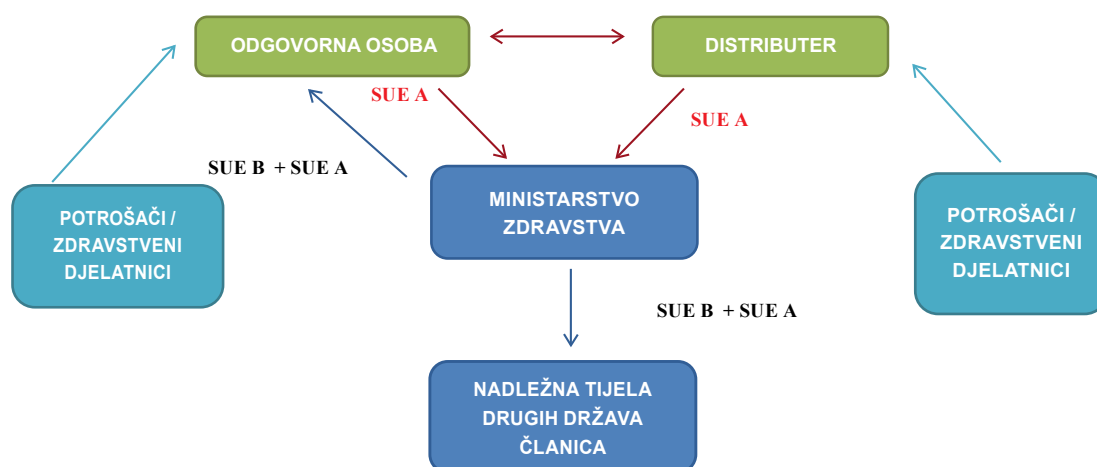 ODGOVORNA OSOBA
DISTRIBUTER
SUE A
SUE A
SUE B + SUE A
MINISTARSTVO
ZDRAVSTVA
POTROŠAČI /
ZDRAVSTVENI
DJELATNICI
POTROŠAČI /
ZDRAVSTVENI
DJELATNICI
SUE B + SUE A
NADLEŽNA TIJELA
DRUGIH DRŽAVA
ČLANICA